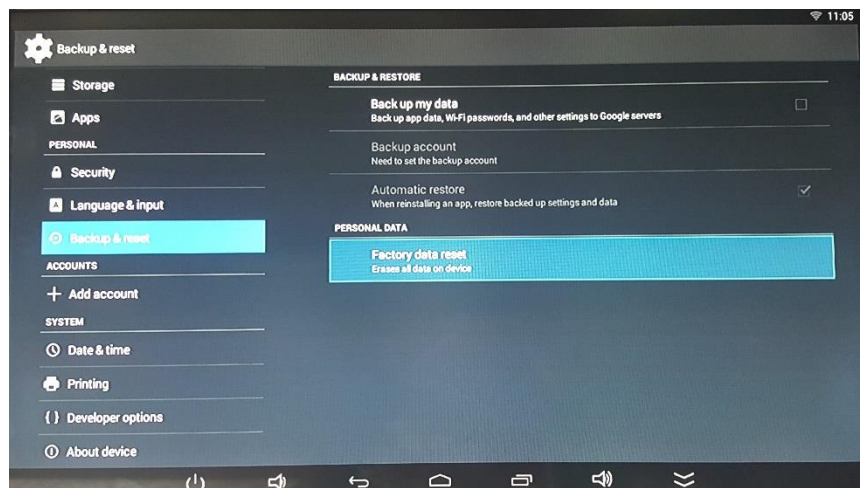 11:05
Backup & reset
Storage
Apps
PERSONAL
Security
Language & input
Backup & reset
ACCOUNTS
Add account
SYSTEM
Date & time
Printing
{ } Developer options
About device
BACKUP & RESTORE
Back up my data
Back up app data, Wi-Fi passwords, and other settings to Google servers
Backup account
Need to set the backup account
Automatic restore
When reinstalling an app, restore backed up settings and data
PERSONAL DATA
Factory data reset
Erases all data on device